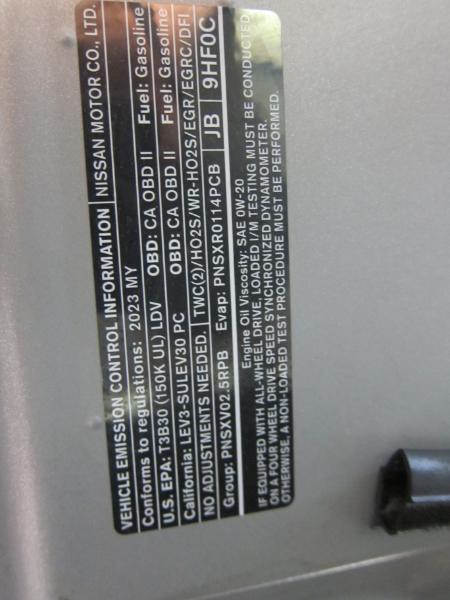 VEHICLE EMISSION CONTROL INFORMATION NISSAN MOTOR CO., LTD.
Conforms to regulations: 2023 MY Fuel: Gasoline
U.S. EPA: T3B30 (150K UL) LDV OBD: CA OBD II Fuel: Gasoline
California: LEV3-SULEV30 PC OBD: CA OBD II
NO ADJUSTMENTS NEEDED. TWC(2)/HO2S/WR-HO2S/EGR/EGRC/DFI
Group: PNSXV02.5RPB Evap: PNSXR0114PCB JB 9HF0C
Engine Oil Viscosity: SAE 0W-20
IF EQUIPPED WITH ALL-WHEEL DRIVE, LOADED I/M TESTING MUST BE CONDUCTED
ON A FOUR WHEEL DRIVE SPEED SYNCHRONIZED DYNAMOMETER.
OTHERWISE, A NON-LOADED TEST PROCEDURE MUST BE PERFORMED.